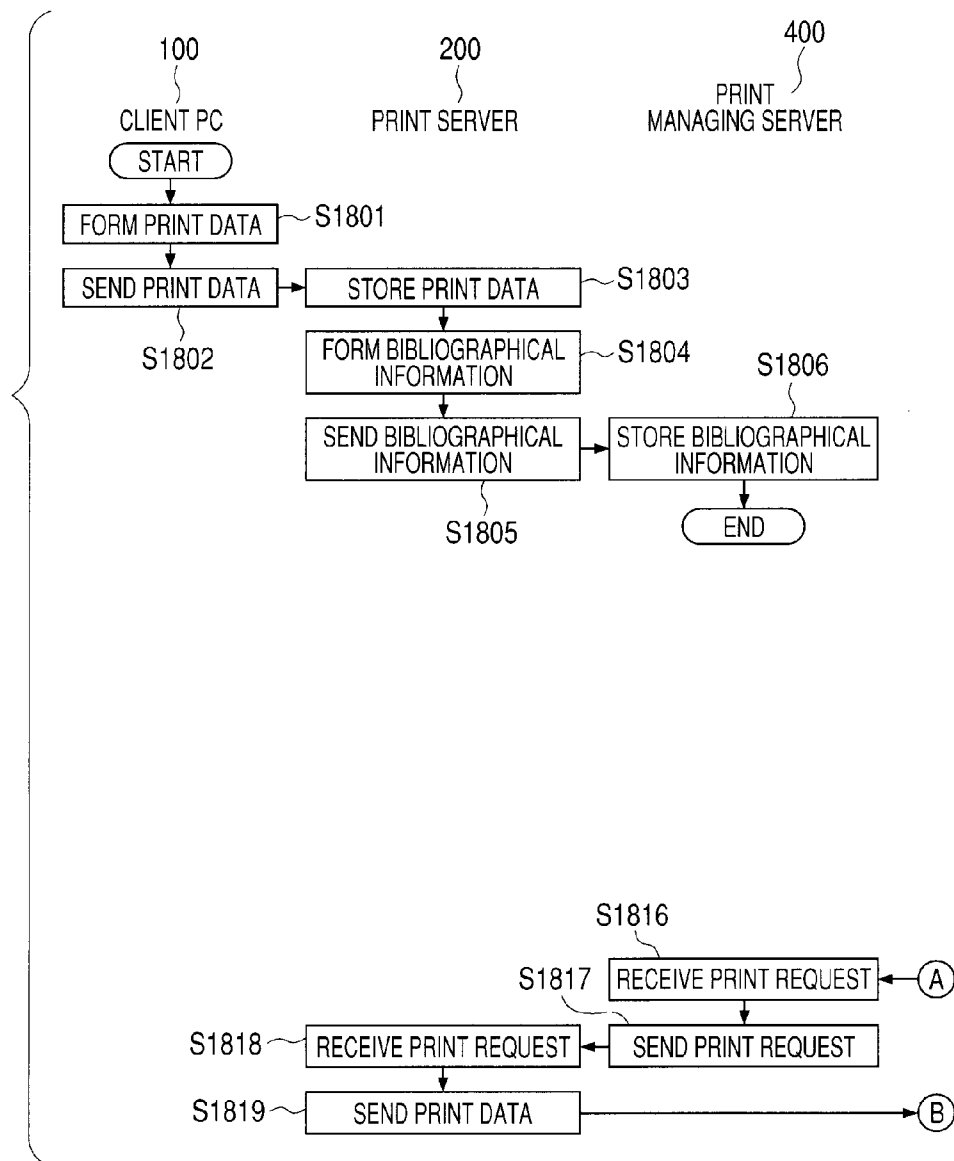 100
200
400
CLIENT PC
PRINT SERVER
PRINT
MANAGING SERVER
START
FORM PRINT DATA
S1801
SEND PRINT DATA
STORE PRINT DATA
S1803
S1802
FORM BIBLIOGRAPHICAL
INFORMATION
S1804
S1806
SEND BIBLIOGRAPHICAL
INFORMATION
STORE BIBLIOGRAPHICAL
INFORMATION
S1805
END
S1816
RECEIVE PRINT REQUEST
A
S1817
S1818
RECEIVE PRINT REQUEST
SEND PRINT REQUEST
S1819
SEND PRINT DATA
B